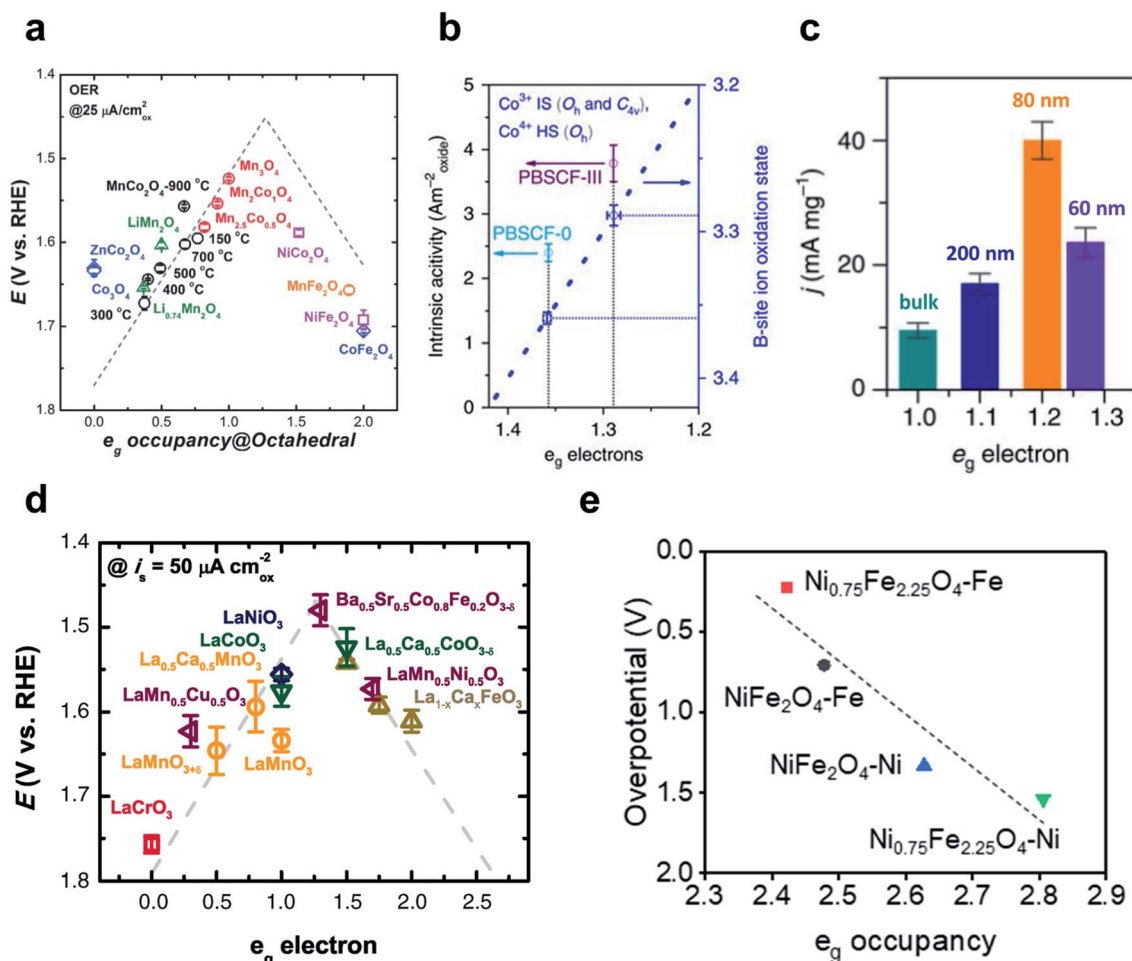 a
OER
@25 μA/cm²ox
E (V vs. RHE)
1.4
1.5
1.6
1.7
1.8
MnCo₂O₄-900 °C
Mn₃O₄
Mn₂Co₁O₄
Mn₂.₅Co₀.₅O₄
LiMn₂O₄
150 °C
700 °C
NiCo₂O₄
ZnCo₂O₄
500 °C
Co₃O₄
400 °C
MnFe₂O₄
300 °C
Li₀.₇₄Mn₂O₄
NiFe₂O₄
CoFe₂O₄
0.0 0.5 1.0 1.5 2.0
e_g occupancy@Octahedral
b
Intrinsic acitivity (Am⁻²oxide)
5
4
3
2
1
0
Co³⁺ IS (O_h and C₄ᵥ),
Co⁴⁺ HS (O_h)
PBSCF-III
PBSCF-0
3.2
3.3
3.4
B-site ion oxidation state
1.4 1.3 1.2
e_g electrons
c
j (mA mg⁻¹)
40
20
0
80 nm
60 nm
200 nm
bulk
1.0 1.1 1.2 1.3
e_g electron
d
@ i_s = 50 μA cm⁻²ox
E (V vs. RHE)
1.4
1.5
1.6
1.7
1.8
Ba₀.₅Sr₀.₅Co₀.₈Fe₀.₂O₃₋δ
LaNiO₃
LaCoO₃
La₀.₅Ca₀.₅CoO₃₋δ
La₀.₅Ca₀.₅MnO₃
LaMn₀.₅Ni₀.₅O₃
LaMn₀.₅Cu₀.₅O₃
La₁₋ₓCaₓFeO₃
LaMnO₃₊δ
LaMnO₃
LaCrO₃
0.0 0.5 1.0 1.5 2.0 2.5
e_g electron
e
Overpotential (V)
0.0
0.5
1.0
1.5
2.0
Ni₀.₇₅Fe₂.₂₅O₄-Fe
NiFe₂O₄-Fe
NiFe₂O₄-Ni
Ni₀.₇₅Fe₂.₂₅O₄-Ni
2.3 2.4 2.5 2.6 2.7 2.8 2.9
e_g occupancy